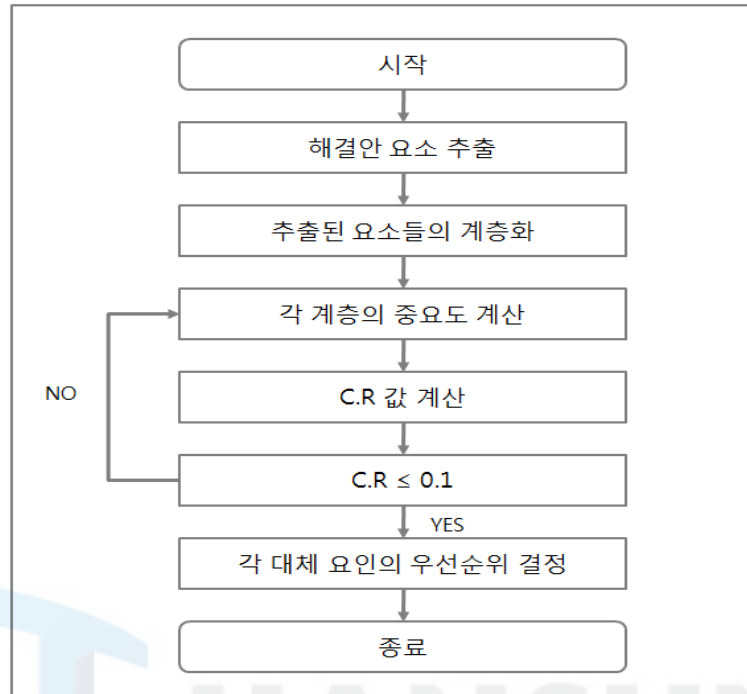 시작
해결안 요소 추출
추출된 요소들의 계층화
각 계층의 중요도 계산
NO
C.R 값 계산
C.R ≤ 0.1
YES
각 대체 요인의 우선순위 결정
종료